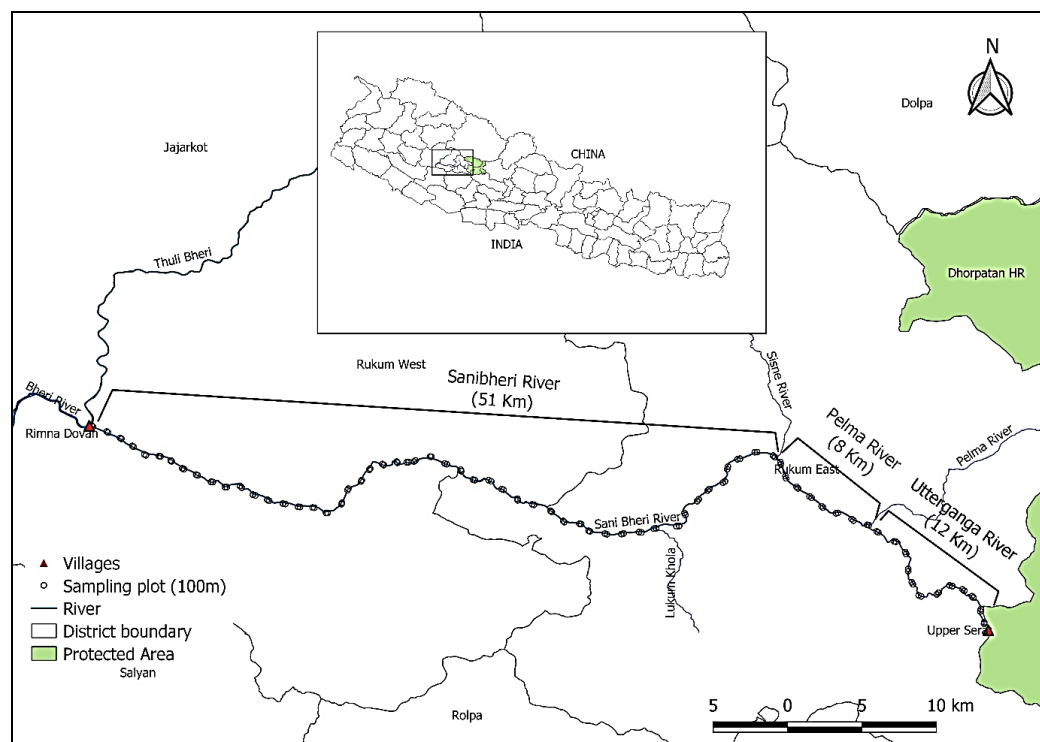 N
Dolpa
Jajarkot
CHINA
INDIA
Thuli Bheri
Dhorpatan HR
Rukum West
Sisne River
Sanibheri River
(51 Km)
Bheri River
Rimna Dovan
Pelma River
(8 Km)
Pelma River
Rukum East
Utterganga River
(12 Km)
Sani Bheri River
Lukum Khola
Villages
Sampling plot (100m)
River
District boundary
Protected Area
Upper Sera
Salyan
Rolpa
5 0 5 10 km